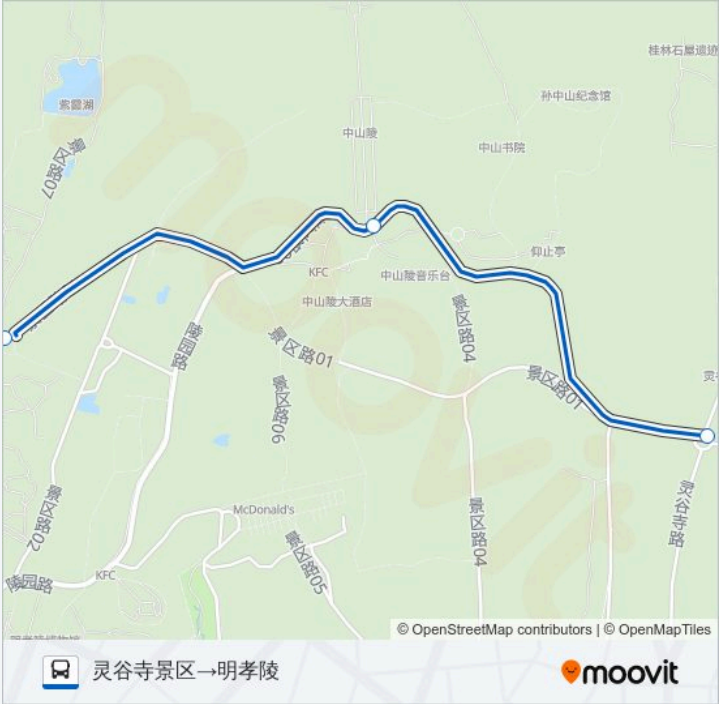 桂林石屋遗迹
孙中山纪念馆
紫霞湖
中山陵
中山书院
景区路07
仰止亭
KFC
中山陵音乐台
中山陵大酒店
景区路04
陵园路
景区路01
景区路01
景区路06
McDonald's
景区路02
景区路04
灵谷寺路
景区路05
陵园路
KFC
© OpenStreetMap contributors | © OpenMapTiles
灵谷寺景区→明孝陵
moovit
moovit